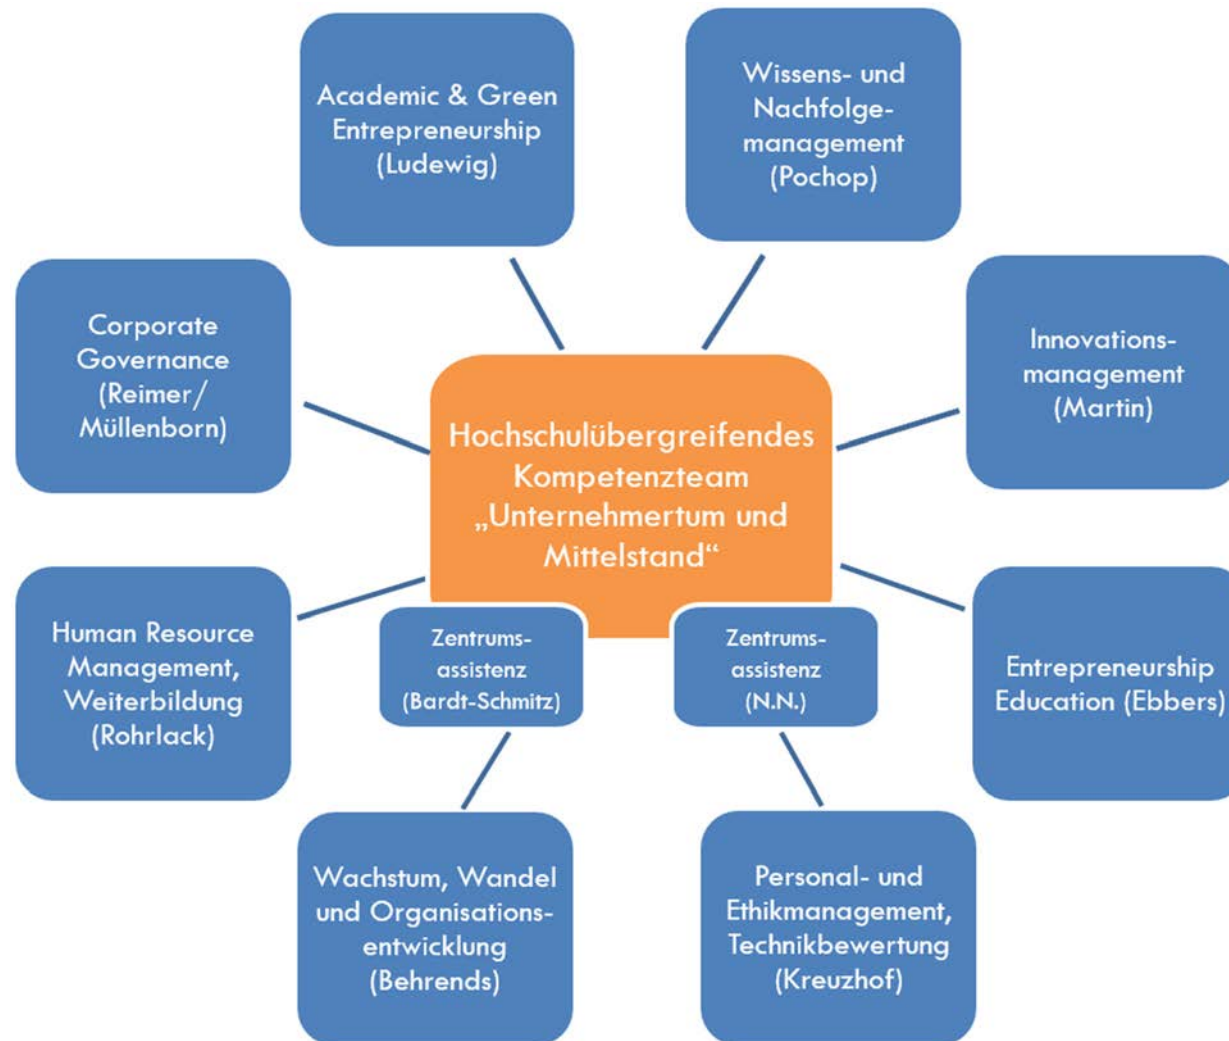 Academic & Green
Entrepreneurship
(Ludewig)
Wissens- und
Nachfolge-
management
(Pochop)
Corporate
Governance
(Reimer/
Müllenborn)
Innovations-
management
(Martin)
Hochschulübergreifendes
Kompetenzteam
„Unternehmertum und
Mittelstand“
Human Resource
Management,
Weiterbildung
(Rohrlack)
Zentrums-
assistenz
(Bardt-Schmitz)
Zentrums-
assistenz
(N.N.)
Entrepreneurship
Education (Ebbers)
Wachstum, Wandel
und Organisations-
entwicklung
(Behrends)
Personal- und
Ethikmanagement,
Technikbewertung
(Kreuzhof)